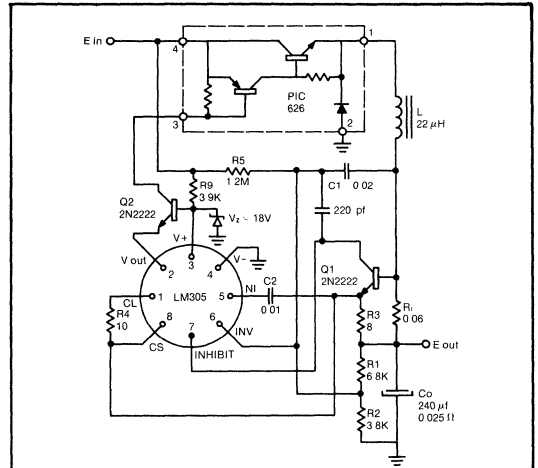 E in
4
1
PIC
626
3
2
L
22 µH
R5
1 2M
C1 0 02
R9
3 9K
Q2
2N2222
Vz – 18V
220 pf
V+
V out
V–
3
2
4
Q1
2N2222
CL
1
LM305
5
NI
C2
0 01
R4
10
8
6
7
CS
INV
INHIBIT
R3
8
Ri
0 06
E out
R1
6 8K
R2
3 8K
Co
240 µf
0 025 Ω